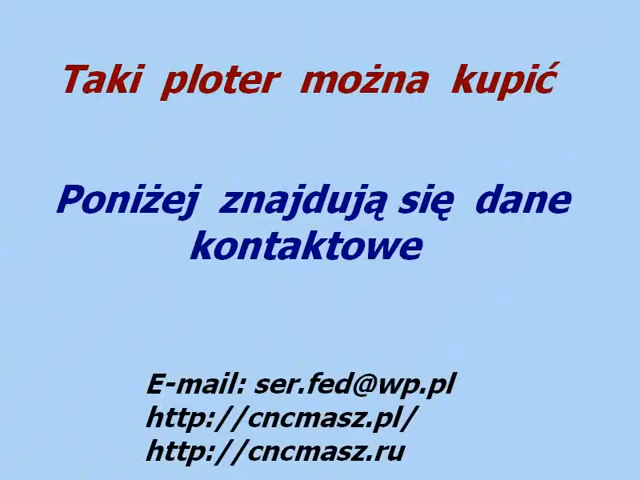 Taki ploter można kupić
Poniżej znajdują się dane
kontaktowe
E-mail: ser.fed@wp.pl
http://cncmasz.pl/
http://cncmasz.ru